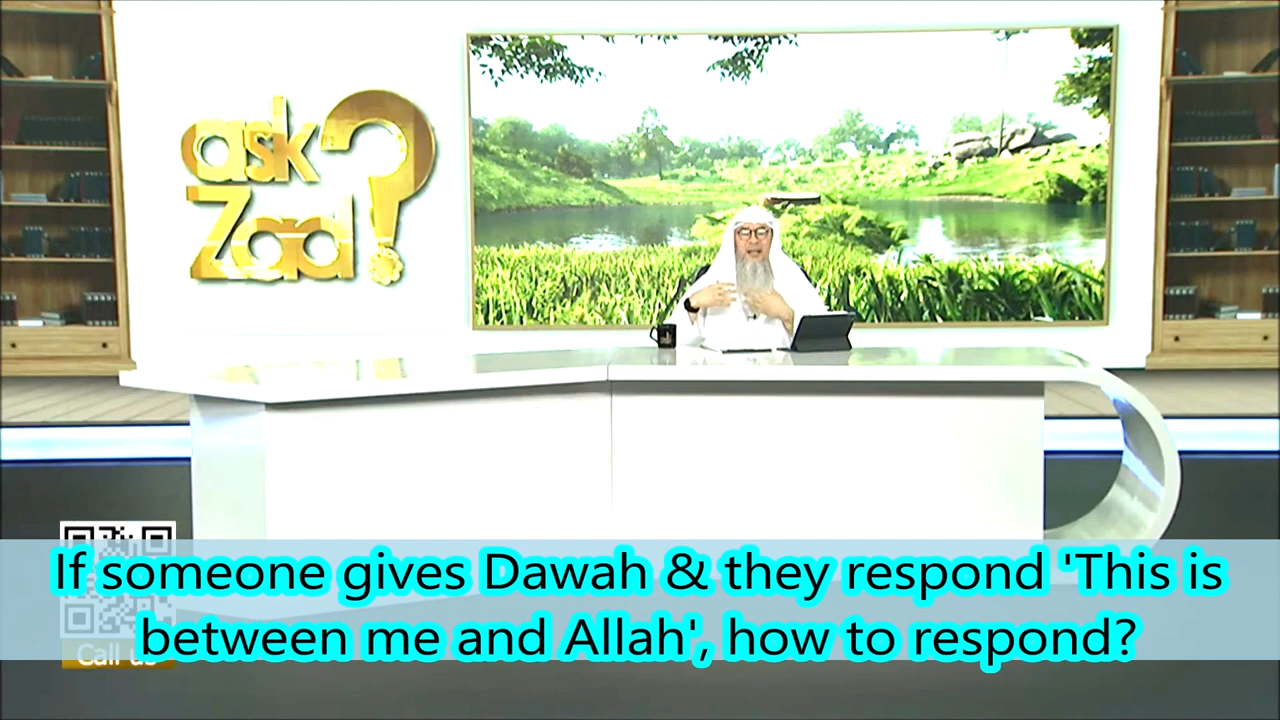 ask
Zad
?
If someone gives Dawah & they respond 'This is
between me and Allah', how to respond?
Call us